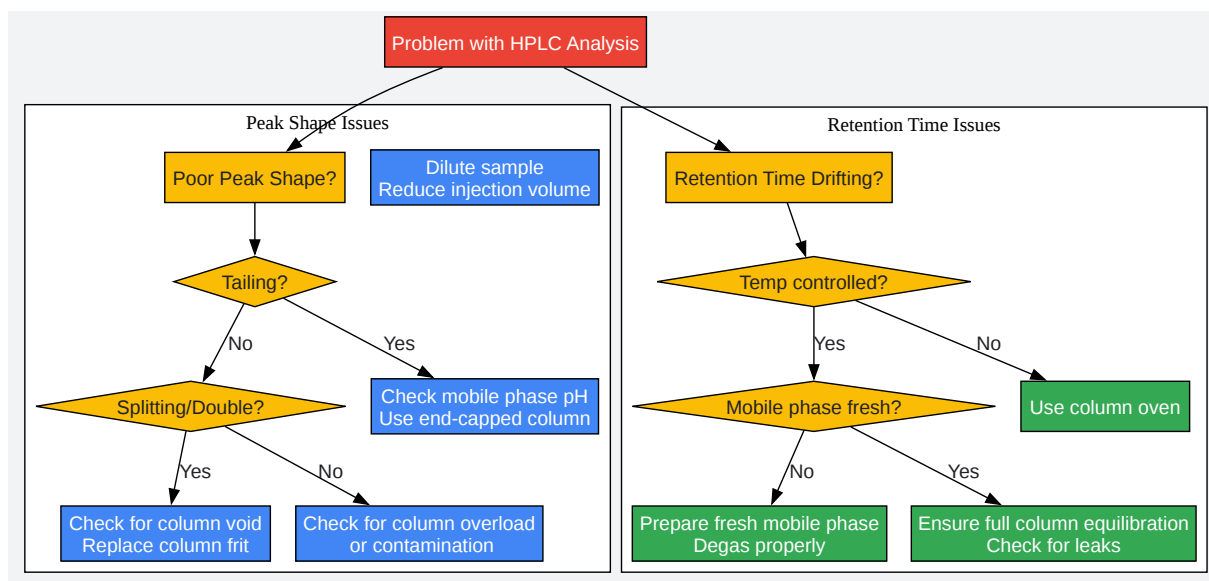 Problem with HPLC Analysis
Peak Shape Issues
Poor Peak Shape?
Dilute sample
Reduce injection volume
Tailing?
No
Yes
Splitting/Double?
Check mobile phase pH
Use end-capped column
Yes
No
Check for column void
Replace column frit
Check for column overload
or contamination
Retention Time Issues
Retention Time Drifting?
Temp controlled?
Yes
No
Mobile phase fresh?
Use column oven
No
Yes
Prepare fresh mobile phase
Degas properly
Ensure full column equilibration
Check for leaks